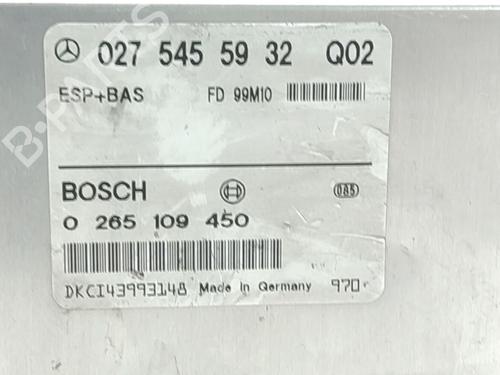 027 545 59 32 Q02
ESP+BAS FD 99M10
BOSCH 085
0 265 109 450
DKCI43993148 Made in Germany 970
B-PARTS